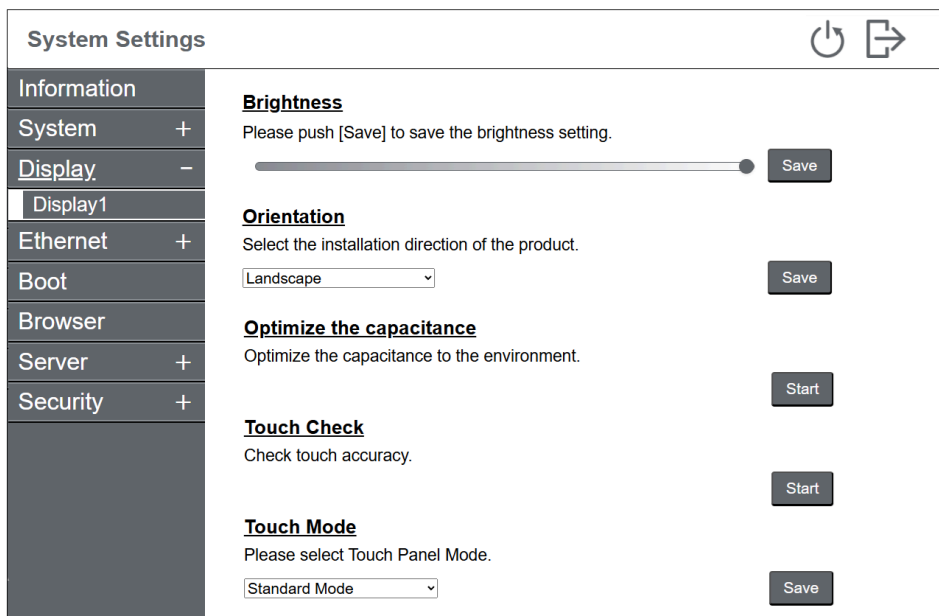 System Settings
Information
System +
Display -
Display1
Ethernet +
Boot
Browser
Server +
Security +
Brightness
Please push [Save] to save the brightness setting.
Save
Orientation
Select the installation direction of the product.
Landscape
Save
Optimize the capacitance
Optimize the capacitance to the environment.
Start
Touch Check
Check touch accuracy.
Start
Touch Mode
Please select Touch Panel Mode.
Standard Mode
Save